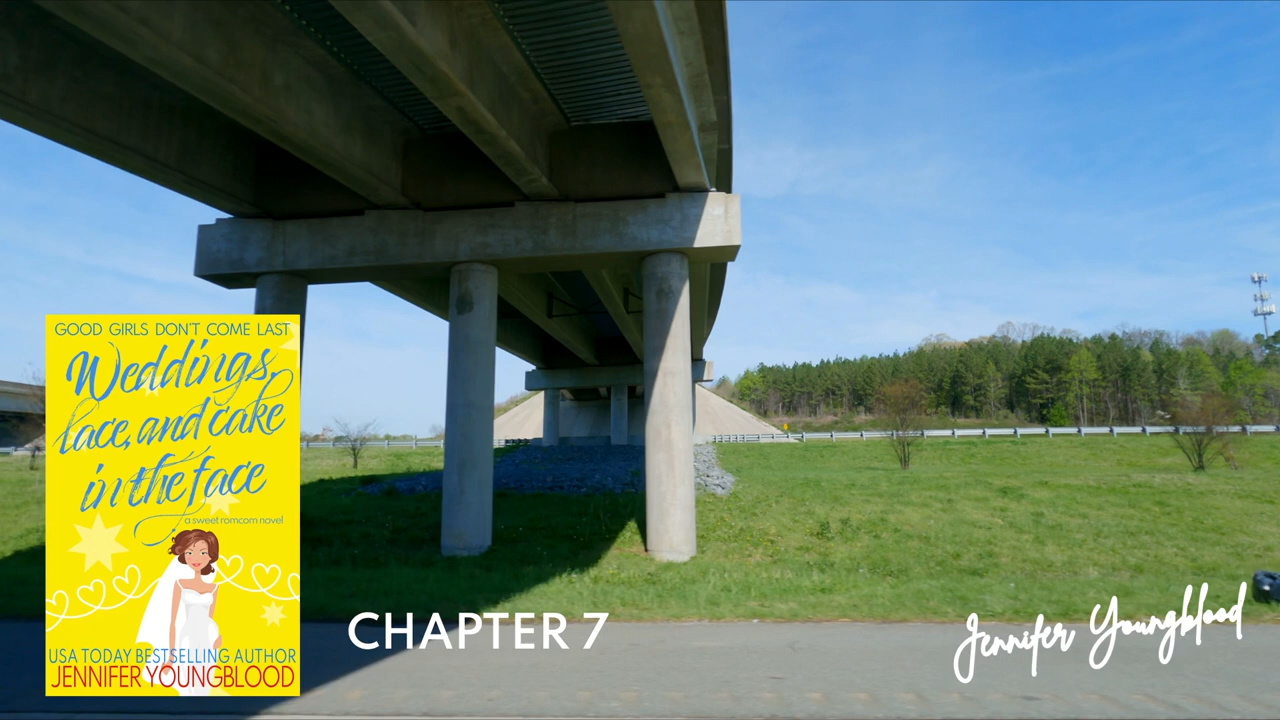 GOOD GIRLS DON'T COME LAST
Weddings,
lace, and cake
in the face
a sweet romcom novel
USA TODAY BESTSELLING AUTHOR
JENNIFER YOUNGBLOOD
CHAPTER 7
Jennifer Youngblood